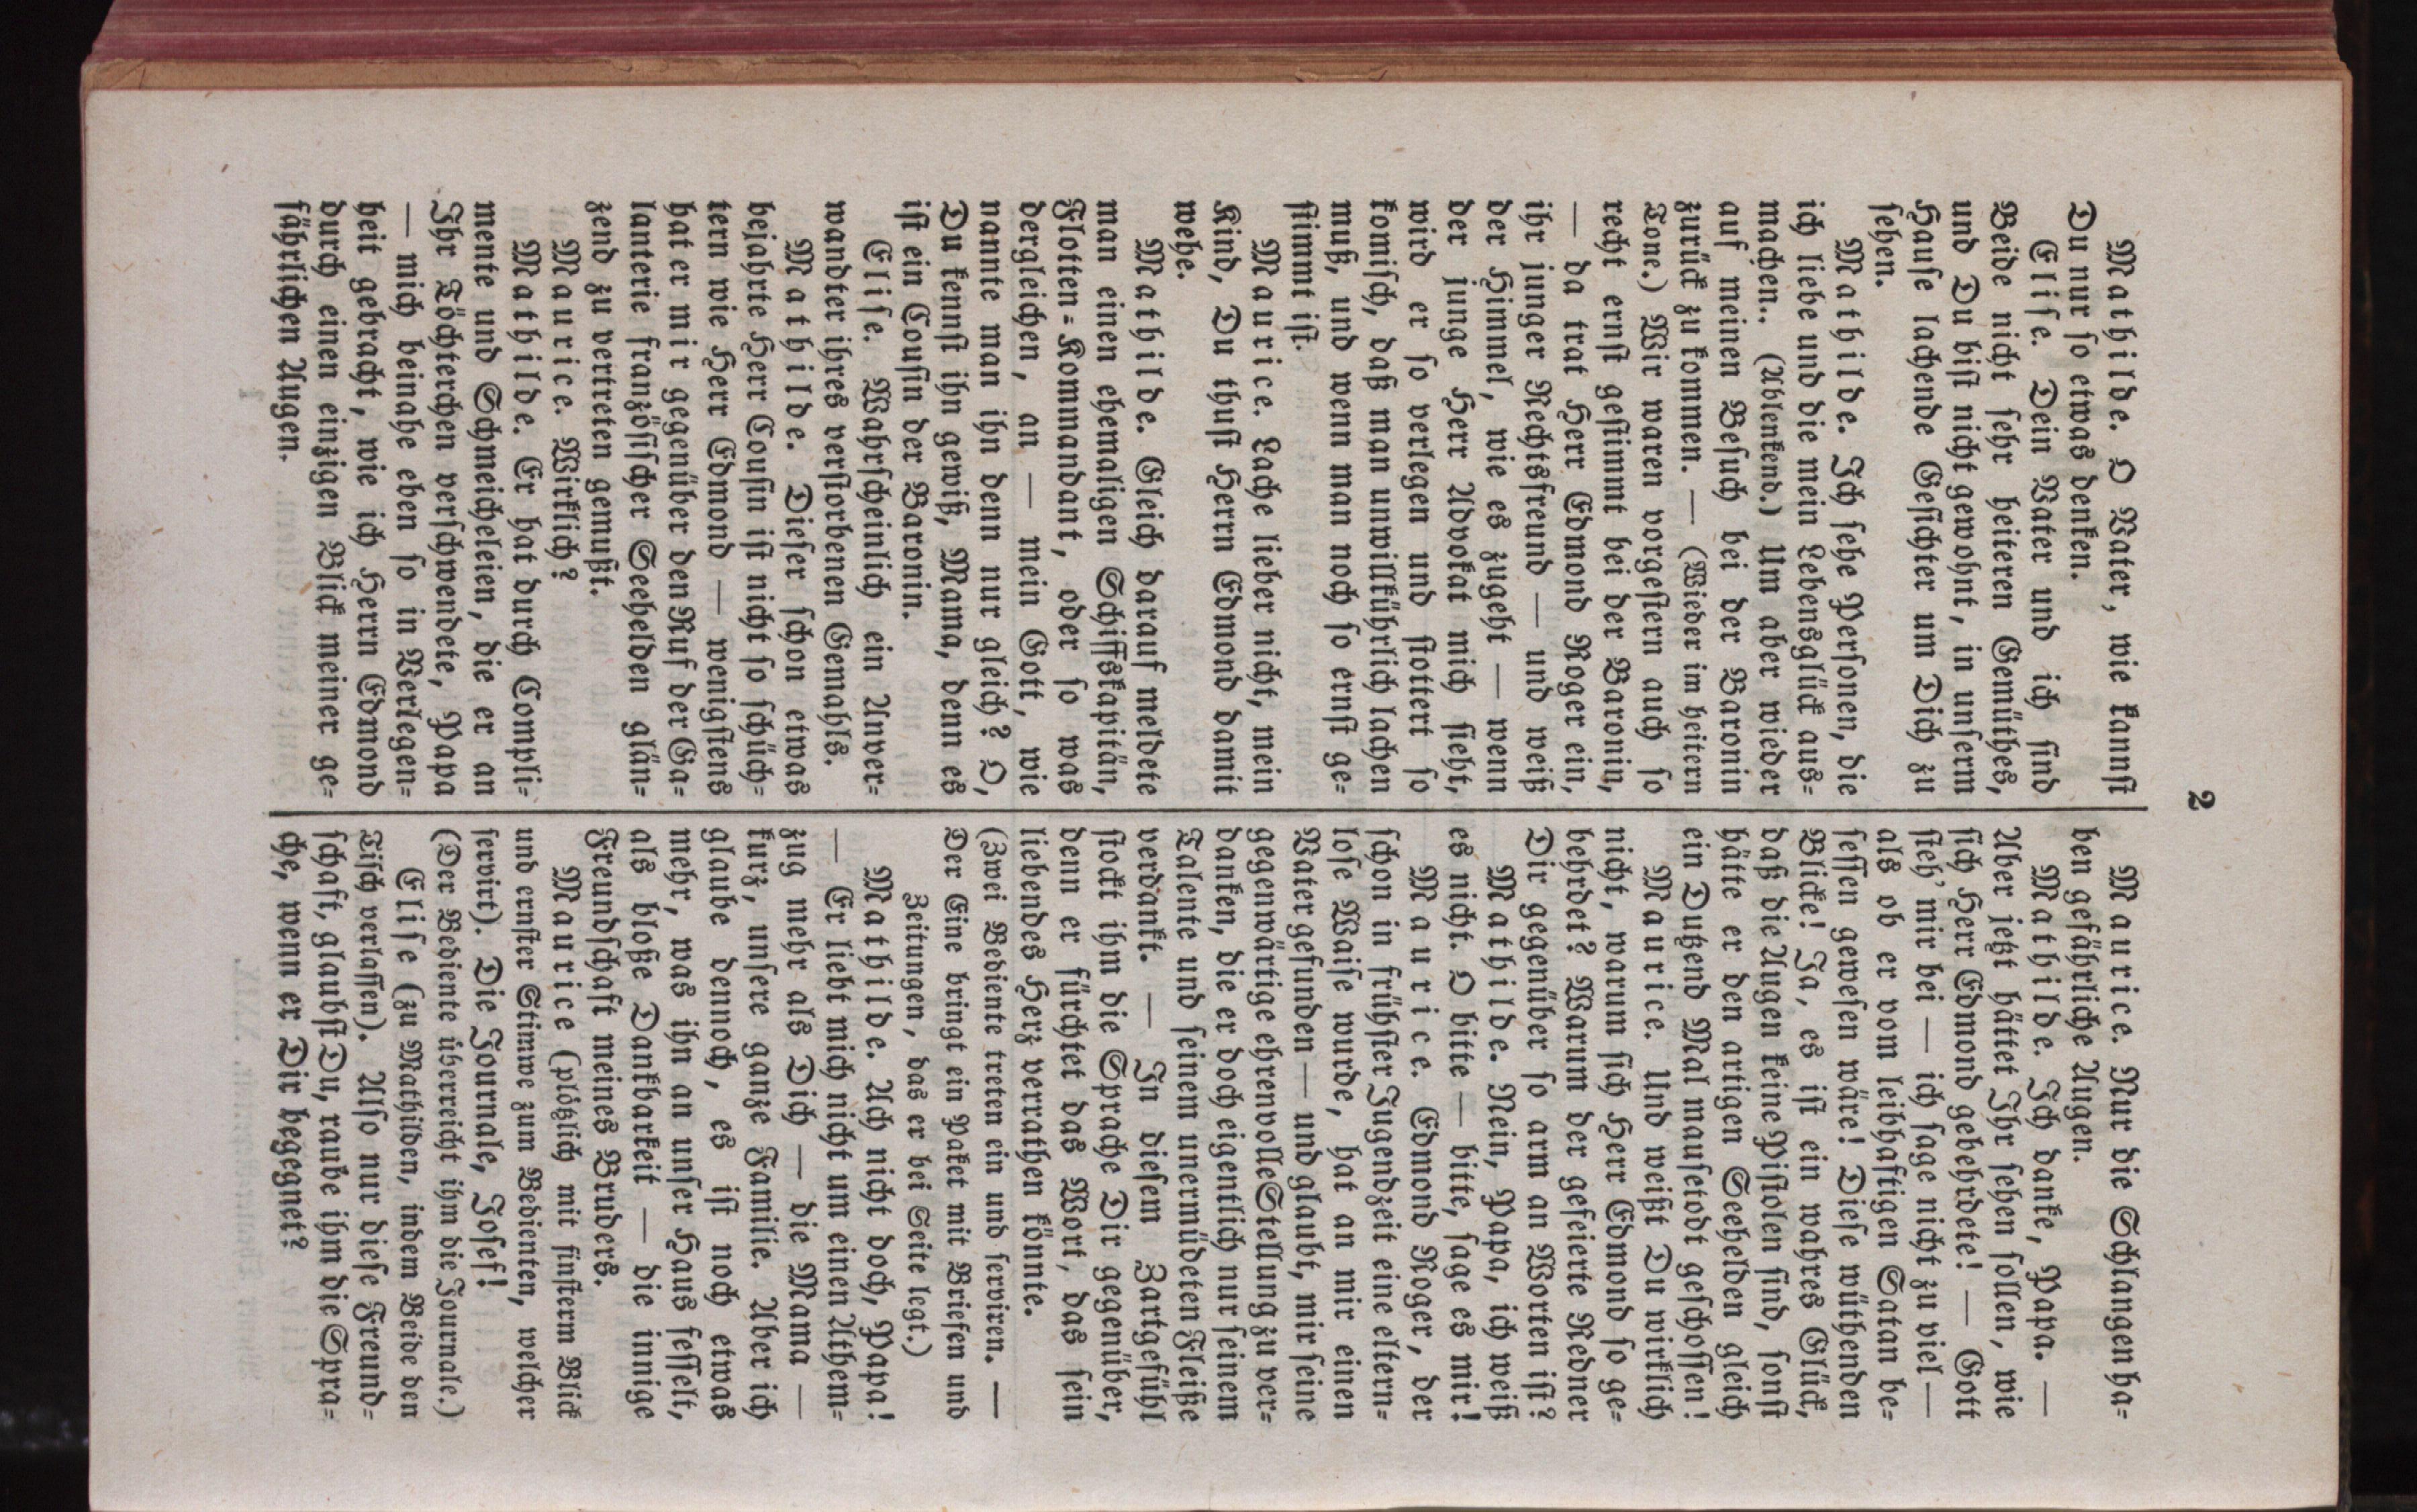 2
Mathilde. O Vater, wie kannst
Du nur so etwas denken.
Elise. Dein Vater und ich sind
Beide nicht sehr heiteren Gemüthes,
und Du bist nicht gewohnt, in unserm
Hause lachende Gesichter um Dich zu
sehen.
Mathilde. Ich sehe Personen, die
ich liebe und die mein Lebensglück aus-
machen.. (Ablenkend.) Um aber wieder
auf meinen Besuch bei der Baronin
zurück zu kommen. — (Wieder im heitern
Tone.) Wir waren vorgestern auch so
recht ernst gestimmt bei der Baronin,
— da trat Herr Edmond Roger ein,
ihr junger Rechtsfreund — und weiß
der Himmel, wie es zugeht — wenn
der junge Herr Advokat mich sieht,
wird er so verlegen und stottert so
komisch, daß man unwillkührlich lachen
muß, und wenn man noch so ernst ge-
stimmt ist.
Maurice. Lache lieber nicht, mein
Kind, Du thust Herrn Edmond damit
wehe.
Mathilde. Gleich darauf meldete
man einen ehemaligen Schiffskapitän,
Flotten-Kommandant, oder so was
dergleichen, an — mein Gott, wie
nannte man ihn denn nur gleich? O,
Du kennst ihn gewiß, Mama, denn es
ist ein Cousin der Baronin.
Elise. Wahrscheinlich ein Anver-
wandter ihres verstorbenen Gemahls.
Mathilde. Dieser schon etwas
bejahrte Herr Cousin ist nicht so schüch-
tern wie Herr Edmond — wenigstens
hat er mir gegenüber den Ruf der Ga-
lanterie französischer Seehelden glän-
zend zu vertreten gemußt.
Maurice. Wirklich?
Mathilde. Er hat durch Compli-
mente und Schmeicheleien, die er an
Ihr Töchterchen verschwendete, Papa
— mich beinahe eben so in Verlegen-
heit gebracht, wie ich Herrn Edmond
durch einen einzigen Blick meiner ge-
fährlichen Augen.
Maurice. Nur die Schlangen ha-
ben gefährliche Augen.
Mathilde. Ich danke, Papa. —
Aber jetzt hättet Ihr sehen sollen, wie
sich Herr Edmond gebehrdete! — Gott
steh' mir bei — ich sage nicht zu viel —
als ob er vom leibhaftigen Satan be-
sessen gewesen wäre! Diese wüthenden
Blicke! Ja, es ist ein wahres Glück,
daß die Augen keine Pistolen sind, sonst
hätte er den artigen Seehelden gleich
ein Dutzend Mal mausetodt geschossen!
Maurice. Und weißt Du wirklich
nicht, warum sich Herr Edmond so ge-
behrdet? Warum der gefeierte Redner
Dir gegenüber so arm an Worten ist?
Mathilde. Nein, Papa, ich weiß
es nicht. O bitte — bitte, sage es mir!
Maurice. Edmond Roger, der
schon in frühster Jugendzeit eine eltern-
lose Waise wurde, hat an mir einen
Vater gefunden — und glaubt, mir seine
gegenwärtige ehrenvolle Stellung zu ver-
danken, die er doch eigentlich nur seinem
Talente und seinem unermüdeten Fleiße
verdankt. — In diesem Zartgefühl
stockt ihm die Sprache Dir gegenüber,
denn er fürchtet das Wort, das sein
liebendes Herz verrathen könnte.
(Zwei Bediente treten ein und serviren. —
Der Eine bringt ein Paket mit Briefen und
Zeitungen, das er bei Seite legt.)
Mathilde. Ach nicht doch, Papa!
— Er liebt mich nicht um einen Athem-
zug mehr als Dich — die Mama —
kurz, unsere ganze Familie. Aber ich
glaube dennoch, es ist noch etwas
mehr, was ihn an unser Haus fesselt,
als bloße Dankbarkeit — die innige
Freundschaft meines Bruders.
Maurice (plötzlich mit finsterm Blick
und ernster Stimwe zum Bedienten, welcher
servirt). Die Journale, Josef!
(Der Bediente überreicht ihm die Journale.)
Elise (zu Mathilden, indem Beide den
Tisch verlassen). Also nur diese Freund-
schaft, glaubst Du, raube ihm die Spra-
che, wenn er Dir begegnet?